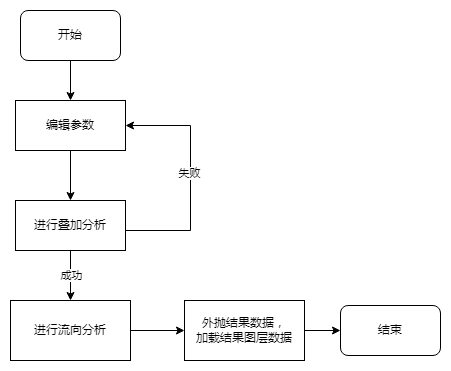 开始
编辑参数
失败
进行叠加分析
成功
进行流向分析
外抛结果数据，
加载结果图层数据
结束